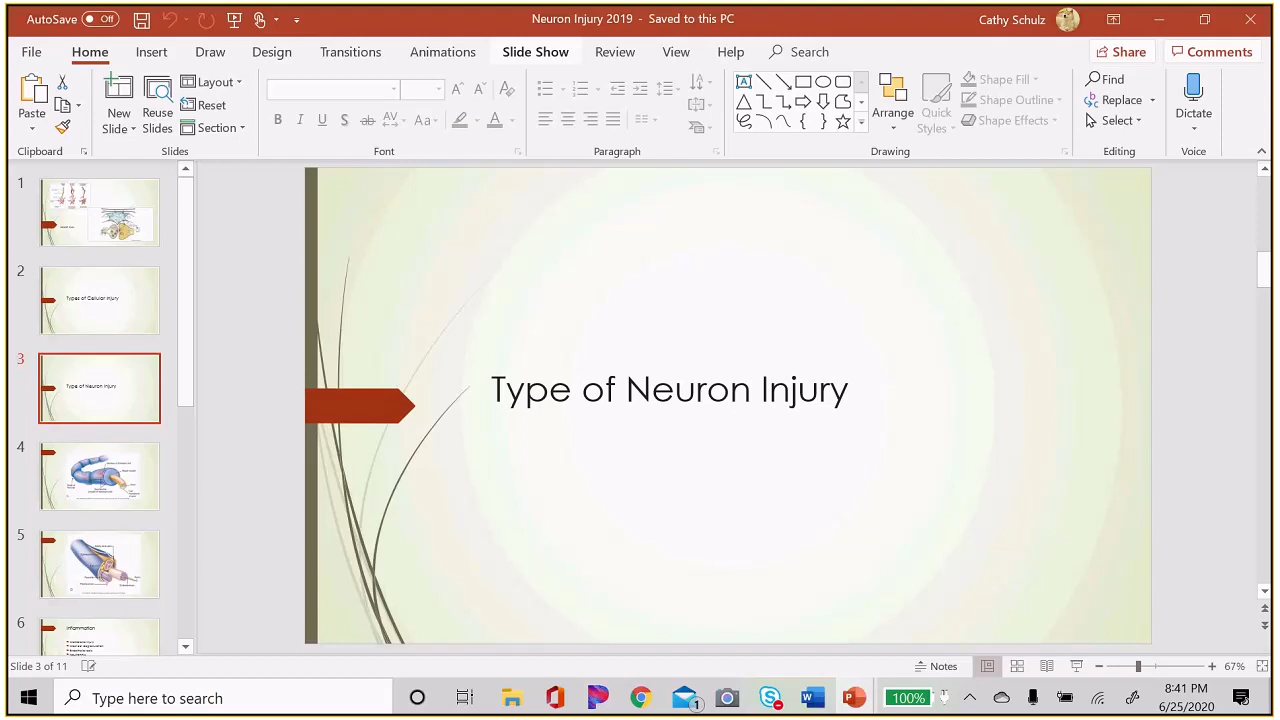 AutoSave Off Neuron Injury 2019 - Saved to this PC Cathy Schulz
File Home Insert Draw Design Transitions Animations Slide Show Review View Help Search Share Comments
Paste
Clipboard
New Slide
Reuse Slides
Layout
Reset
Section
Slides
B I U S ab AV Aa A
Font
Paragraph
Arrange
Quick Styles
Shape Fill
Shape Outline
Shape Effects
Drawing
Find
Replace
Select
Editing
Dictate
Voice
1
2
Types of Cellular Injury
3
Type of Neuron Injury
4
5
6
Inflammation
Type of Neuron Injury
Slide 3 of 11 Notes 67%
Type here to search 1 100% 8:41 PM
6/25/2020